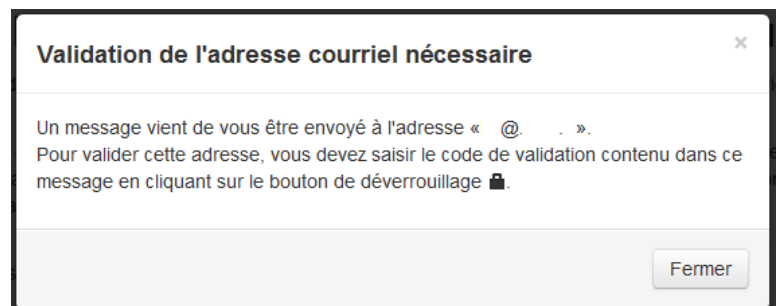 Validation de l'adresse courriel nécessaire
×
Un message vient de vous être envoyé à l'adresse « @. . ».
Pour valider cette adresse, vous devez saisir le code de validation contenu dans ce
message en cliquant sur le bouton de déverrouillage .
Fermer